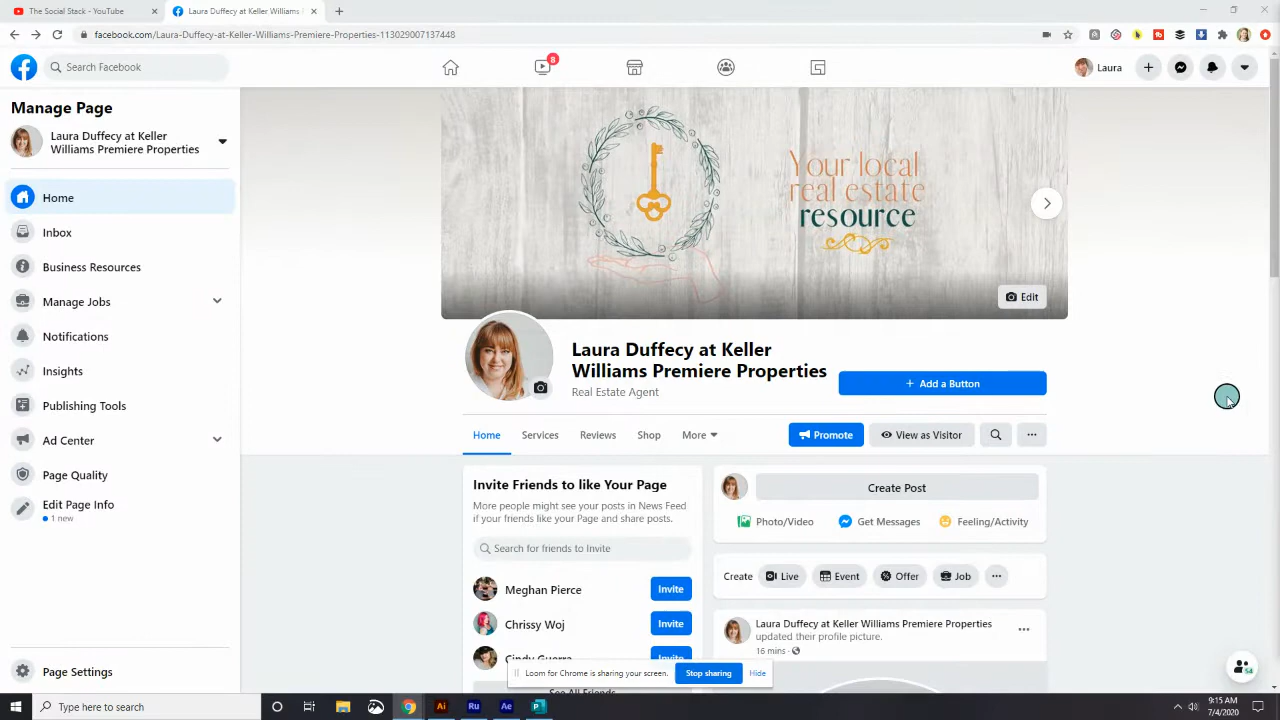 The Social Stack - YouTube
Laura Duffecy at Keller Williams
facebook.com/Laura-Duffecy-at-Keller-Williams-Premiere-Properties-113029007137448
Search Facebook
8
Laura
Manage Page
Laura Duffecy at Keller
Williams Premiere Properties
Home
Inbox
Business Resources
Manage Jobs
Notifications
Insights
Publishing Tools
Ad Center
Page Quality
Edit Page Info
1 new
Page Settings
Your local
real estate
resource
Edit
Laura Duffecy at Keller
Williams Premiere Properties
Real Estate Agent
+ Add a Button
Home
Services
Reviews
Shop
More
Promote
View as Visitor
Invite Friends to like Your Page
More people might see your posts in News Feed
if your friends like your Page and share posts.
Search for friends to Invite
Meghan Pierce
Invite
Chrissy Woj
Invite
Cindy Guerra
Invite
See All Friends
Create Post
Photo/Video
Get Messages
Feeling/Activity
Create
Live
Event
Offer
Job
Laura Duffecy at Keller Williams Premiere Properties
updated their profile picture.
16 mins ·
Loom for Chrome is sharing your screen.
Stop sharing
Hide
54
Type here to search
Ai
Ru
Ae
9:15 AM
7/4/2020